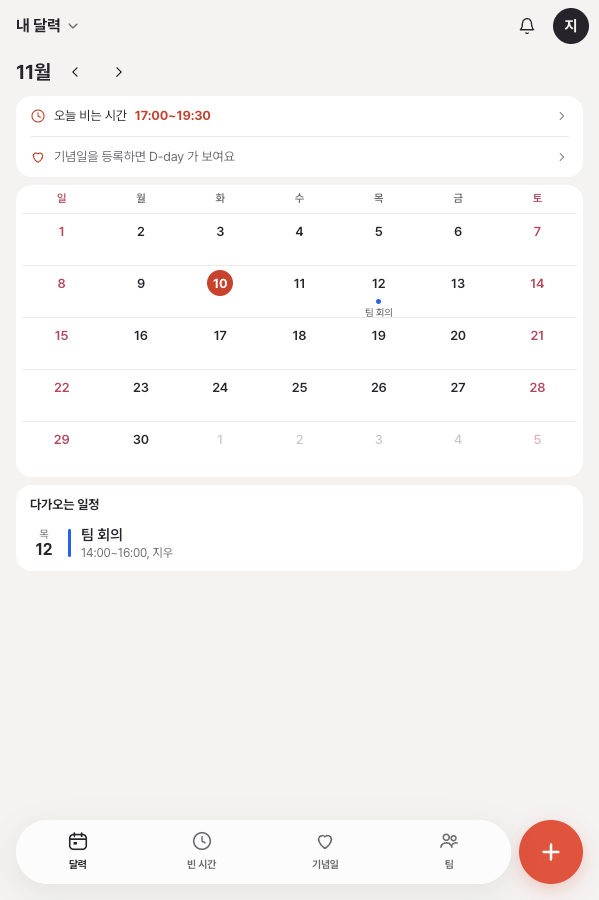 내 달력
지
11월
오늘 비는 시간 17:00~19:30
기념일을 등록하면 D-day 가 보여요
일 월 화 수 목 금 토
1 2 3 4 5 6 7
8 9 10 11 12 13 14
팀 회의
15 16 17 18 19 20 21
22 23 24 25 26 27 28
29 30 1 2 3 4 5
다가오는 일정
목
12
팀 회의
14:00~16:00, 지우
달력 빈 시간 기념일 팀